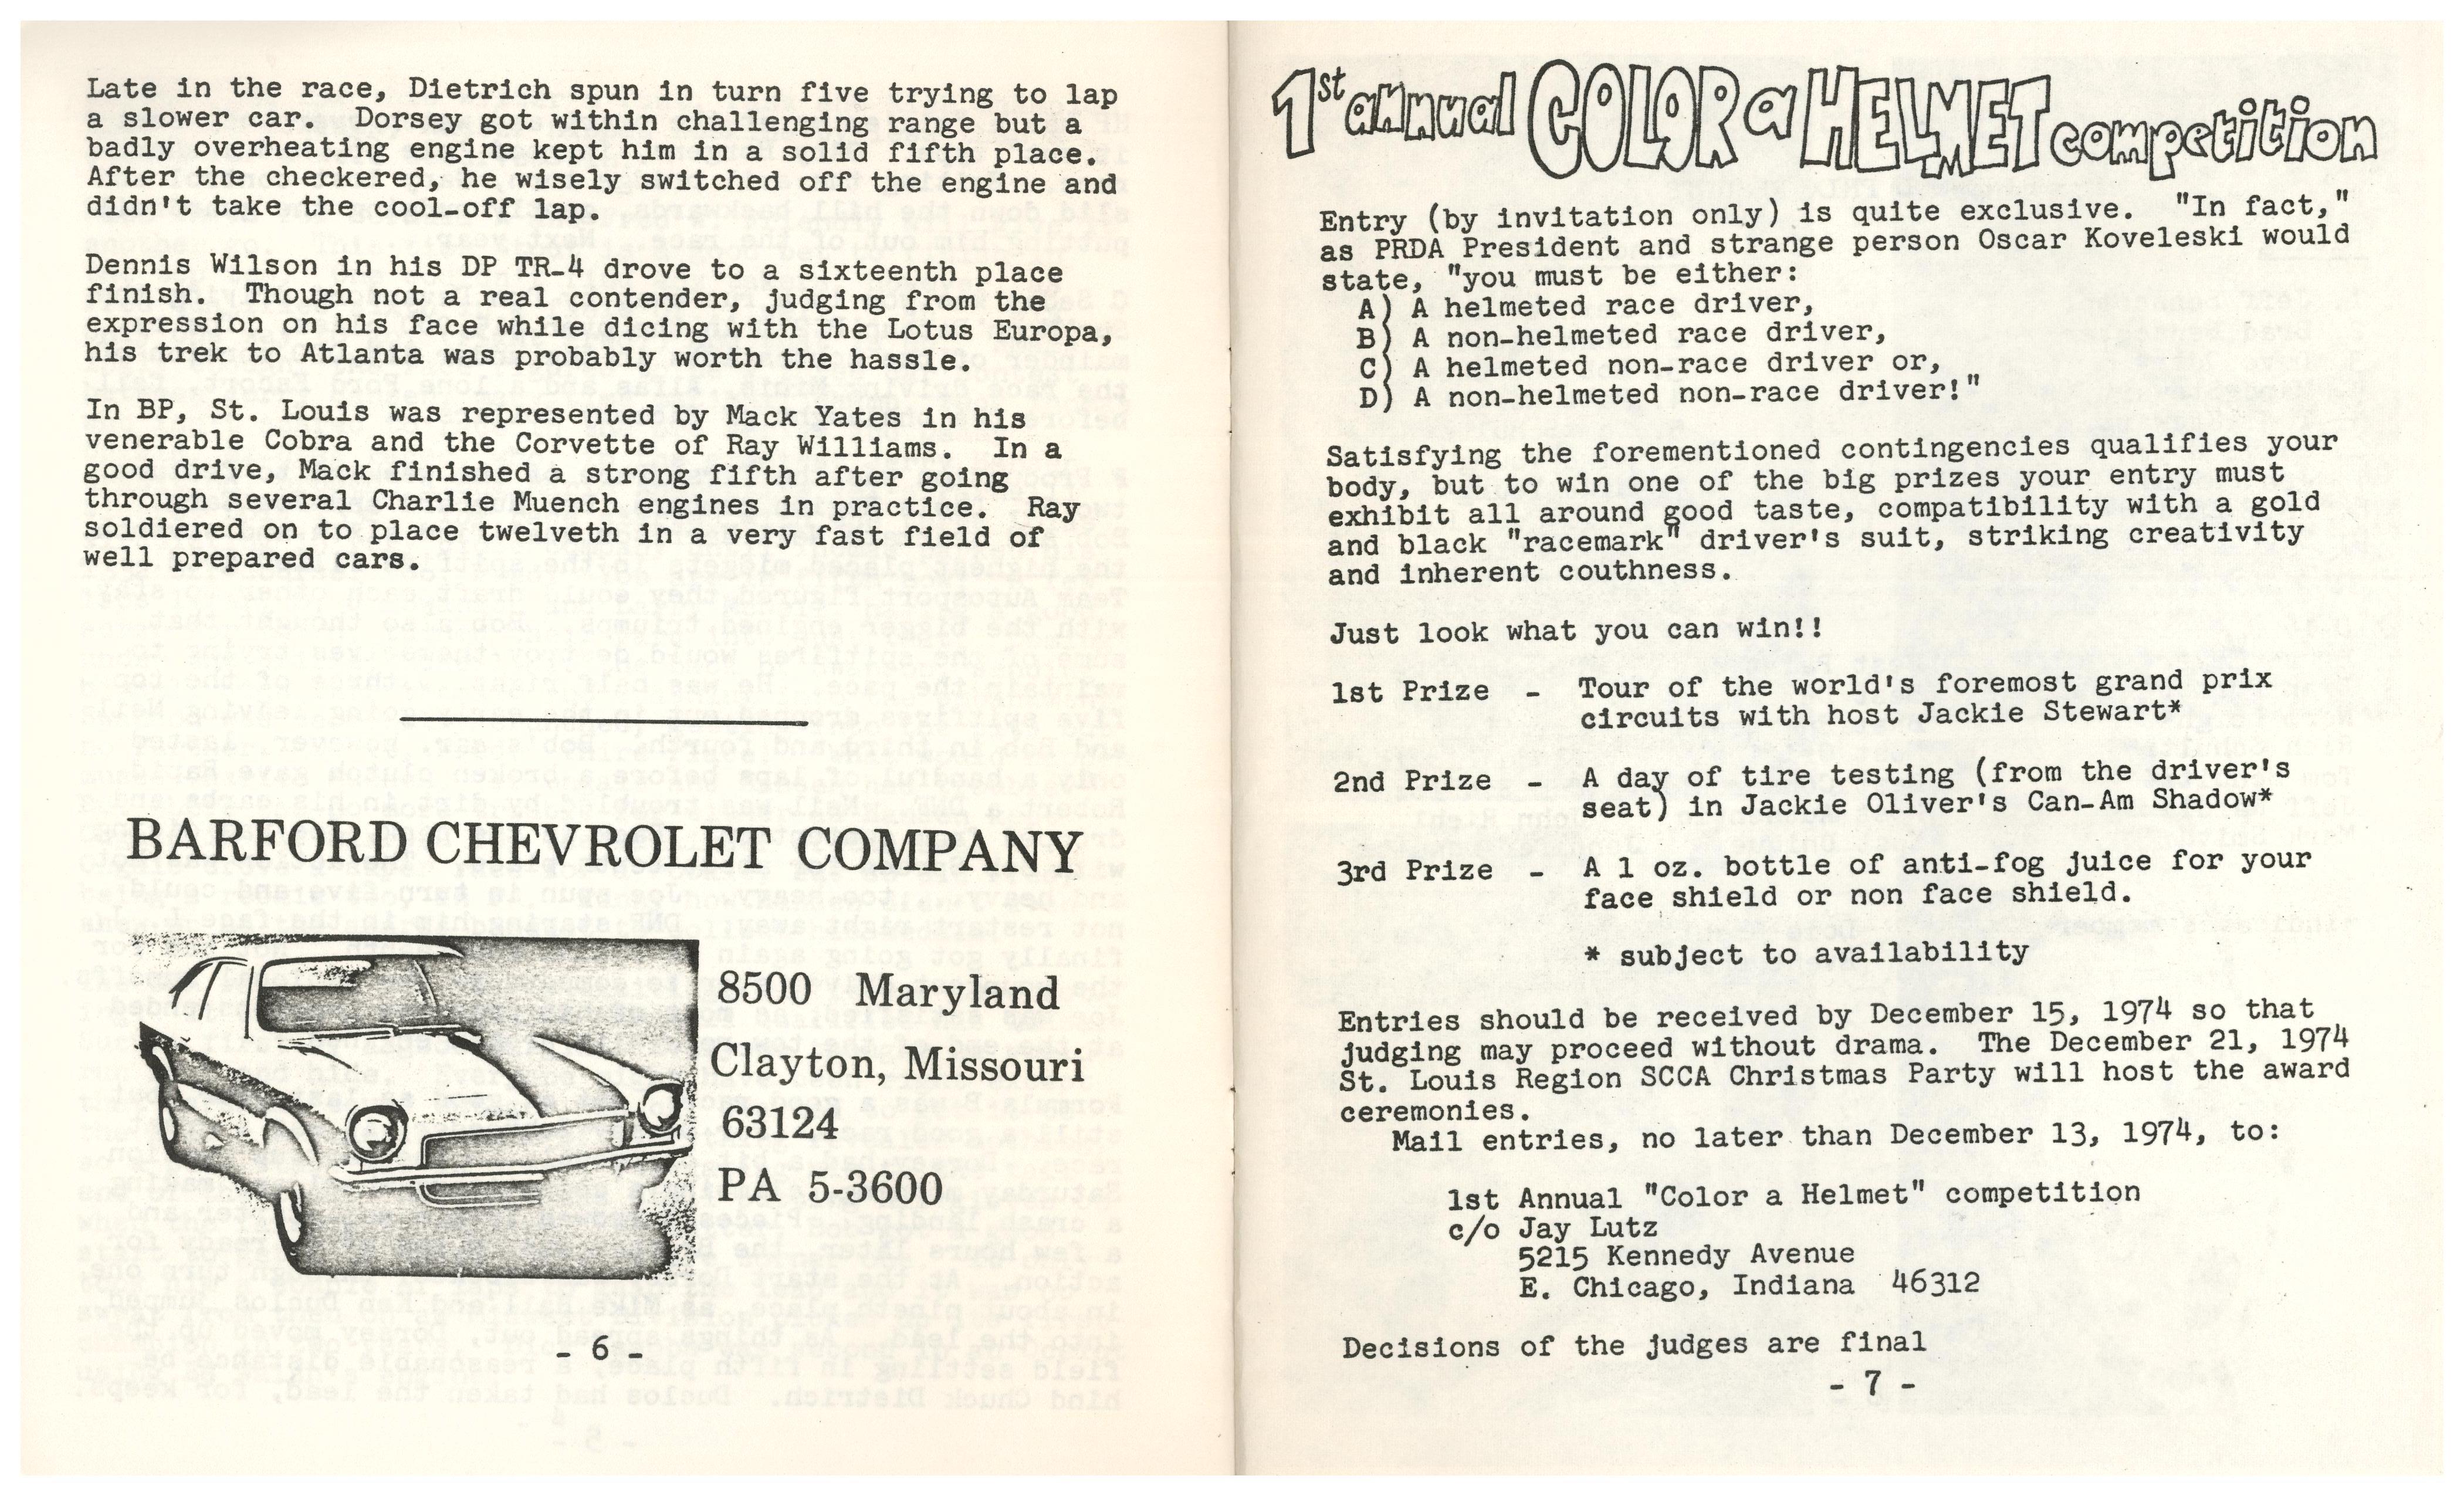 Late in the race, Dietrich spun in turn five trying to lap
a slower car. Dorsey got within challenging range but a
badly overheating engine kept him in a solid fifth place.
After the checkered, he wisely switched off the engine and
didn't take the cool-off lap.
Dennis Wilson in his DP TR-4 drove to a sixteenth place
finish. Though not a real contender, judging from the
expression on his face while dicing with the Lotus Europa,
his trek to Atlanta was probably worth the hassle.
In BP, St. Louis was represented by Mack Yates in his
venerable Cobra and the Corvette of Ray Williams. In a
good drive, Mack finished a strong fifth after going
through several Charlie Muench engines in practice. Ray
soldiered on to place twelveth in a very fast field of
well prepared cars.
BARFORD CHEVROLET COMPANY
8500 Maryland
Clayton, Missouri
63124
PA 5-3600
- 6 -
1st annual COLOR a HELMET competition
Entry (by invitation only) is quite exclusive. "In fact,"
as PRDA President and strange person Oscar Koveleski would
state, "you must be either:
A) A helmeted race driver,
B) A non-helmeted race driver,
C) A helmeted non-race driver or,
D) A non-helmeted non-race driver!"
Satisfying the forementioned contingencies qualifies your
body, but to win one of the big prizes your entry must
exhibit all around good taste, compatibility with a gold
and black "racemark" driver's suit, striking creativity
and inherent couthness.
Just look what you can win!!
1st Prize - Tour of the world's foremost grand prix
circuits with host Jackie Stewart*
2nd Prize - A day of tire testing (from the driver's
seat) in Jackie Oliver's Can-Am Shadow*
3rd Prize - A 1 oz. bottle of anti-fog juice for your
face shield or non face shield.
* subject to availability
Entries should be received by December 15, 1974 so that
judging may proceed without drama. The December 21, 1974
St. Louis Region SCCA Christmas Party will host the award
ceremonies.
Mail entries, no later than December 13, 1974, to:
1st Annual "Color a Helmet" competition
c/o Jay Lutz
5215 Kennedy Avenue
E. Chicago, Indiana 46312
Decisions of the judges are final
- 7 -